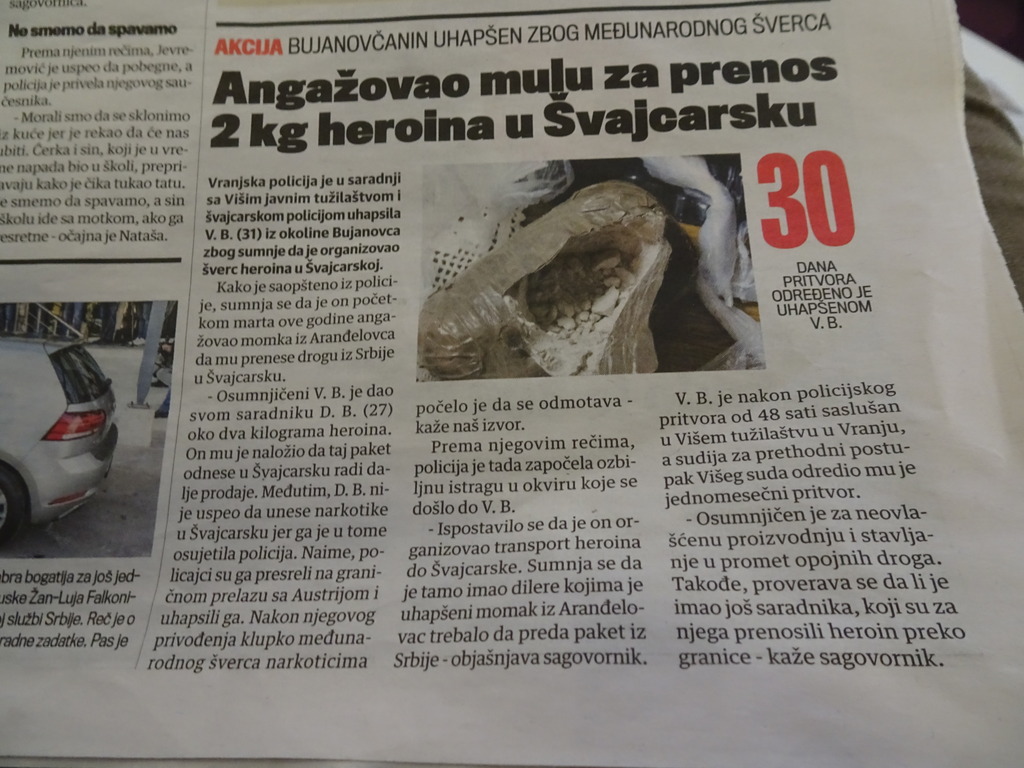 sagovornica.
Ne smemo da spavamo
Prema njenim rečima, Jevre-
mović je uspeo da pobegne, a
policija je privela njegovog sau-
česnika.
- Morali smo da se sklonimo
iz kuće jer je rekao da će nas
ubiti. Ćerka i sin, koji je u vre-
me napada bio u školi, prepri-
avaju kako je čika tukao tatu.
e smemo da spavamo, a sin
školu ide sa motkom, ako ga
esretne - očajna je Nataša.
bra bogatija za još jed-
uske Žan-Luja Falkoni-
oj službi Srbije. Reč je o
radne zadatke. Pas je
AKCIJA BUJANOVČANIN UHAPŠEN ZBOG MEĐUNARODNOG ŠVERCA
Angažovao mulu za prenos
2 kg heroina u Švajcarsku
Vranjska policija je u saradnji
sa Višim javnim tužilaštvom i
švajcarskom policijom uhapsila
V. B. (31) iz okoline Bujanovca
zbog sumnje da je organizovao
šverc heroina u Švajcarskoj.
Kako je saopšteno iz polici-
je, sumnja se da je on počet-
kom marta ove godine anga-
žovao momka iz Aranđelovca
da mu prenese drogu iz Srbije
u Švajcarsku.
- Osumnjičeni V. B. je dao
svom saradniku D. B. (27)
oko dva kilograma heroina.
On mu je naložio da taj paket
odnese u Švajcarsku radi da-
lje prodaje. Međutim, D. B. ni-
je uspeo da unese narkotike
u Švajcarsku jer ga je u tome
osujetila policija. Naime, po-
licajci su ga presreli na grani-
čnom prelazu sa Austrijom i
uhapsili ga. Nakon njegovog
privođenja klupko međuna-
rodnog šverca narkoticima
počelo je da se odmotava -
kaže naš izvor.
Prema njegovim rečima,
policija je tada započela ozbi-
ljnu istragu u okviru koje se
došlo do V. B.
- Ispostavilo se da je on or-
ganizovao transport heroina
do Švajcarske. Sumnja se da
je tamo imao dilere kojima je
uhapšeni momak iz Aranđelo-
vac trebalo da preda paket iz
Srbije - objašnjava sagovornik.
30
DANA
PRITVORA
ODREĐENO JE
UHAPŠENOM
V. B.
V. B. je nakon policijskog
pritvora od 48 sati saslušan
u Višem tužilaštvu u Vranju,
a sudija za prethodni postu-
pak Višeg suda odredio mu je
jednomesečni pritvor.
- Osumnjičen je za neovla-
šćenu proizvodnju i stavlja-
nje u promet opojnih droga.
Takođe, proverava se da li je
imao još saradnika, koji su za
njega prenosili heroin preko
granice - kaže sagovornik.